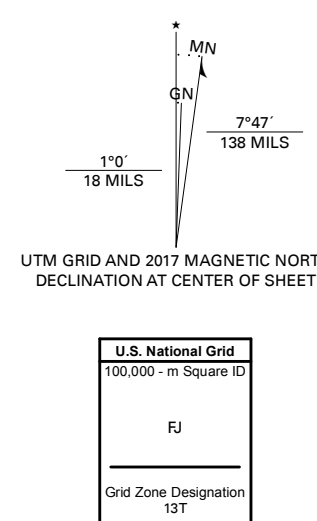 ★
MN
GN
7°47´
138 MILS
1°0´
18 MILS
UTM GRID AND 2017 MAGNETIC NORT
DECLINATION AT CENTER OF SHEET
U.S. National Grid
100,000 - m Square ID
FJ
Grid Zone Designation
13T